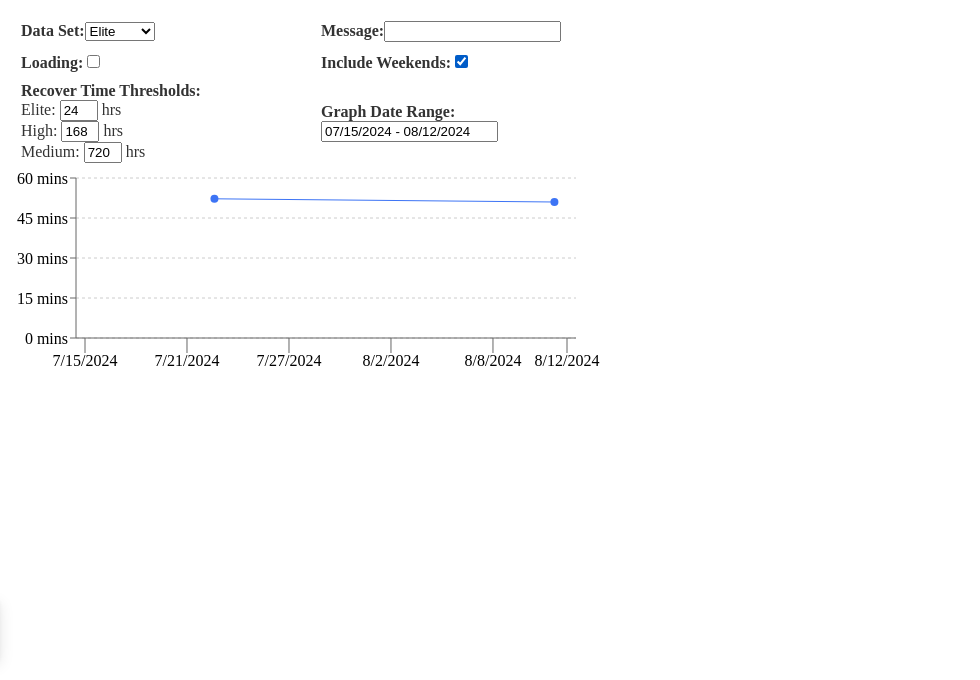 Data Set: Elite
Message:
Loading:
Include Weekends:
Recover Time Thresholds:
Elite: 24 hrs
High: 168 hrs
Medium: 720 hrs
Graph Date Range:
07/15/2024 - 08/12/2024
60 mins
45 mins
30 mins
15 mins
0 mins
7/15/2024 7/21/2024 7/27/2024 8/2/2024 8/8/2024 8/12/2024